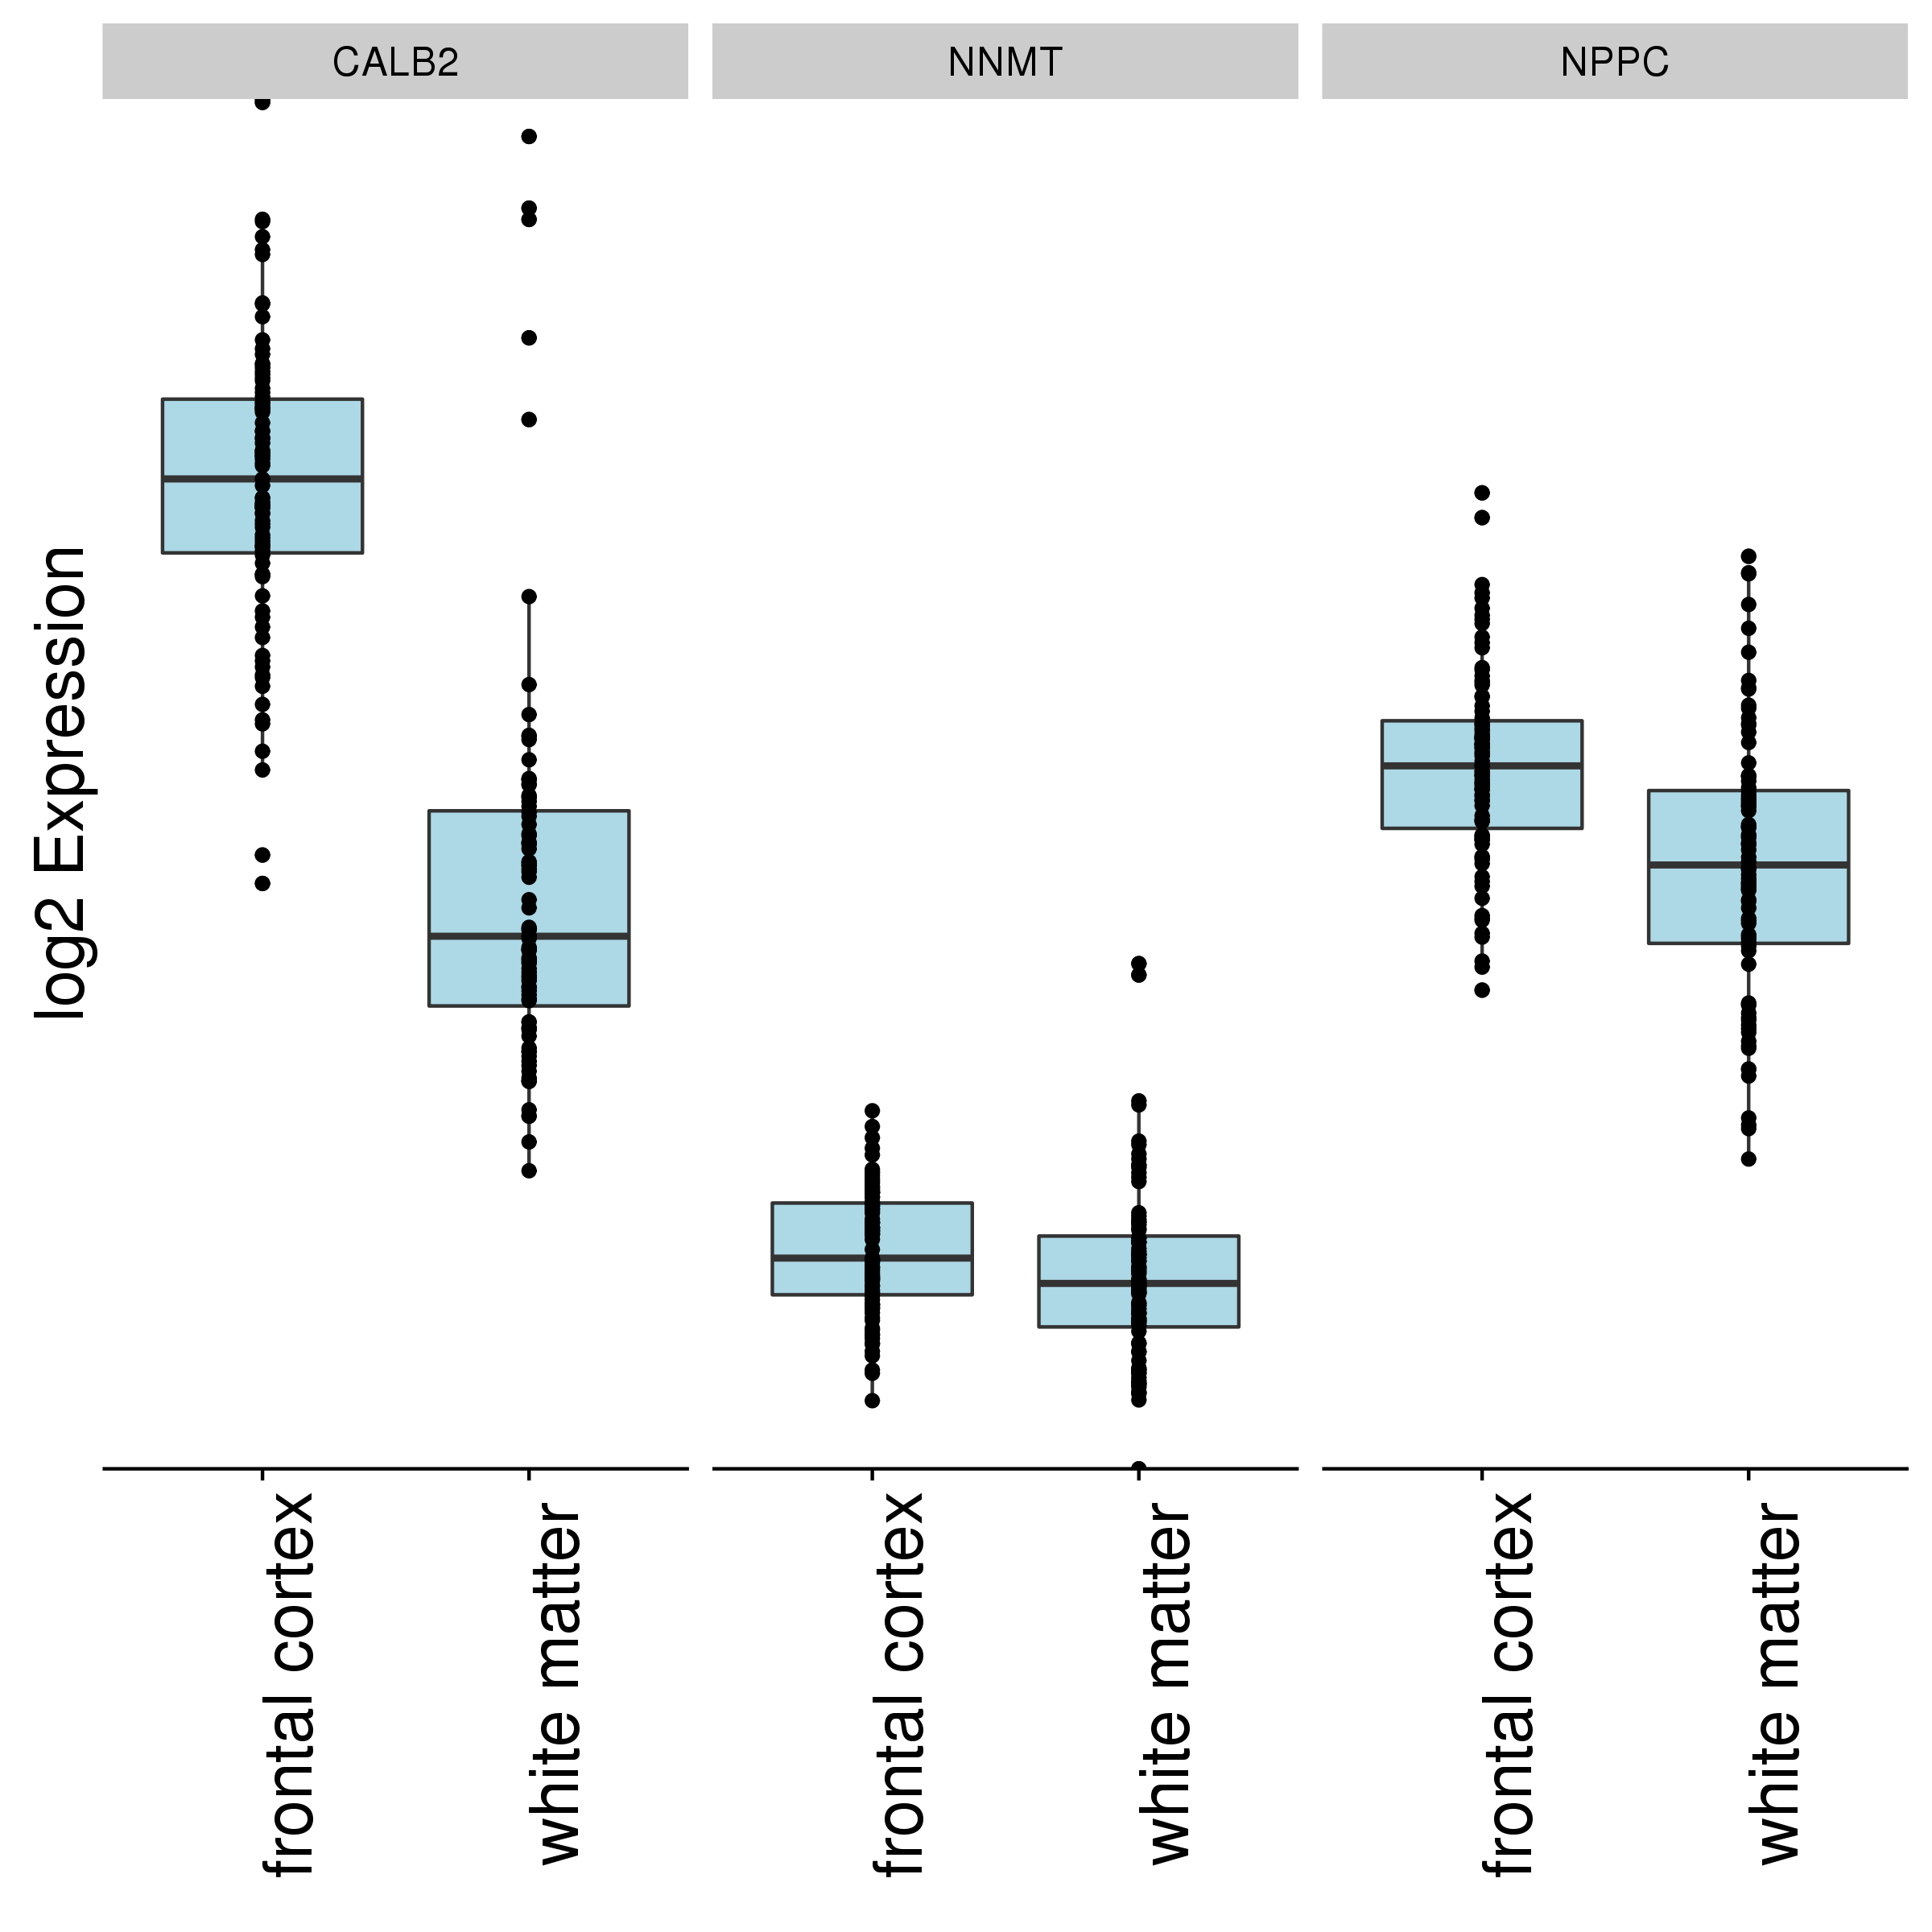 CALB2
NNMT
NPPC
log2 Expression
frontal cortex
white matter
frontal cortex
white matter
frontal cortex
white matter